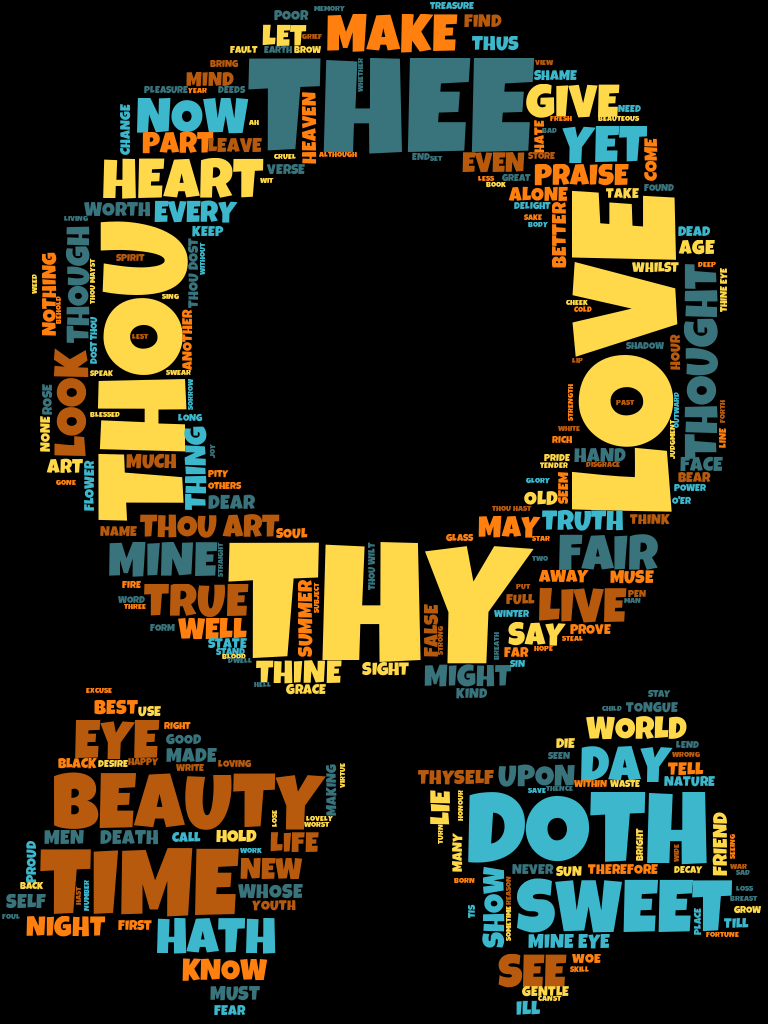 TREASURE
MEMORY
POOR
MAKE
FIND
LET
GRIEF
THUS
FAULT
EARTH
BROW
BRING
THEE
WHETHER
VIEW
SHAME
MIND
PLEASURE
YEAR
DEEDS
GIVE
NEED
NOW
AH
HEAVEN
FRESH
BEAUTEOUS
CHANGE
HATE
BAD
YET
COME
PART
LEAVE
CRUEL
ALTHOUGH
END
SET
EVEN
STORE
HEART
WIT
VERSE
LESS
GREAT
BOOK
PRAISE
ALONE
TAKE
FOUND
WORTH
EVERY
DELIGHT
SAKE
BODY
BETTER
LIVING
KEEP
LOVE
DEAD
AGE
THOUGH
THOU
SPIRIT
THOU DOST
WITHOUT
WHILST
DEEP
THINE EYE
WEED
NOTHING
BEHOLD
THOU MAYST
SING
CHEEK
COLD
THOUGHT
DOST THOU
LEST
ANOTHER
SHADOW
HOUR
LIP
LOOK
SPEAK
SWEAR
SORROW
STRENGTH
PAST
OUTWARD
FORTH
ROSE
NONE
BLESSED
LONG
WHITE
RICH
JUDGMENT
LINE
THING
JOY
MUCH
ART
GONE
FLOWER
PITY
OTHERS
DEAR
PRIDE
TENDER
HAND
DISGRACE
FACE
BEAR
POWER
O'ER
GLORY
SEEM
OLD
THOU HAST
NAME
THOU ART
SOUL
MAY
STAR
TRUTH
THINK
MINE
STRAIGHT
THY
THOU WILT
GLASS
TWO
FAIR
FIRE
WORD
THREE
TRUE
SUMMER
SUBJECT
FALSE
STRONG
AWAY
MUSE
PUT
FULL
WINTER
LIVE
PEN
MAN
FORM
WELL
STATE
STAND
BLOOD
DWELL
SAY
PROVE
STEAL
HOPE
BREATH
FAR
SIN
THINE
SIGHT
MIGHT
HELL
GRACE
KIND
EXCUSE
BEST
USE
STAY
CHILD
TONGUE
EYE
RIGHT
GOOD
MADE
WORLD
DIE
SEEN
LEND
WRONG
BLACK
DESIRE
HAPPY
WRITE
LOVING
DAY
TELL
NATURE
BEAUTY
MAKING
VIRTUE
THYSELF
UPON
SAVE
THENCE
WITHIN
WASTE
LOSE
LOVELY
WORST
LIE
TURN
HONOUR
DOTH
BRIGHT
WIDE
FRIEND
SEEING
MEN
DEATH
CALL
HOLD
LIFE
WORK
MANY
PROUD
TIME
HAST
NUMBER
NEW
BACK
WHOSE
YOUTH
BORN
NEVER
SUN
THEREFORE
DECAY
WAR
SAD
SELF
FOUL
NIGHT
FIRST
SHOW
REASON
SOMETIME
TIS
SWEET
PLACE
LOSS
BREAST
GROW
TILL
FORTUNE
HATH
MINE EYE
KNOW
SEE
WOE
SKILL
MUST
GENTLE
CANST
FEAR
ILL